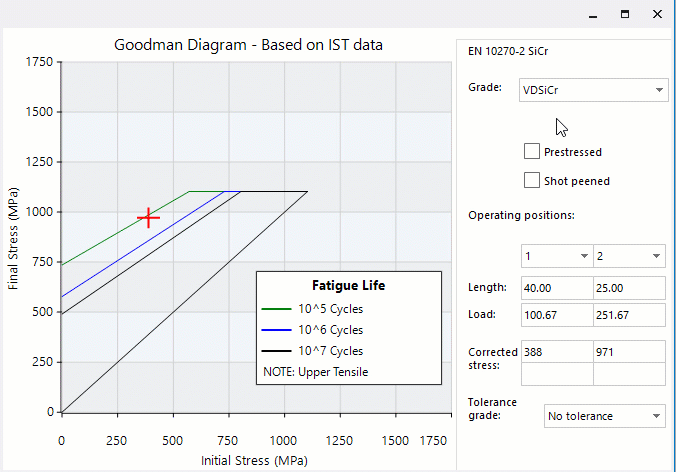 Goodman Diagram - Based on IST data
1750
1500
1250
1000
750
500
250
0
Final Stress (MPa)
0 250 500 750 1000 1250 1500 1750
Initial Stress (MPa)
Fatigue Life
10^5 Cycles
10^6 Cycles
10^7 Cycles
NOTE: Upper Tensile
EN 10270-2 SiCr
Grade: VDSiCr
Prestressed
Shot peened
Operating positions:
1 2
Length: 40.00 25.00
Load: 100.67 251.67
Corrected 388 971
stress:
Tolerance
grade: No tolerance